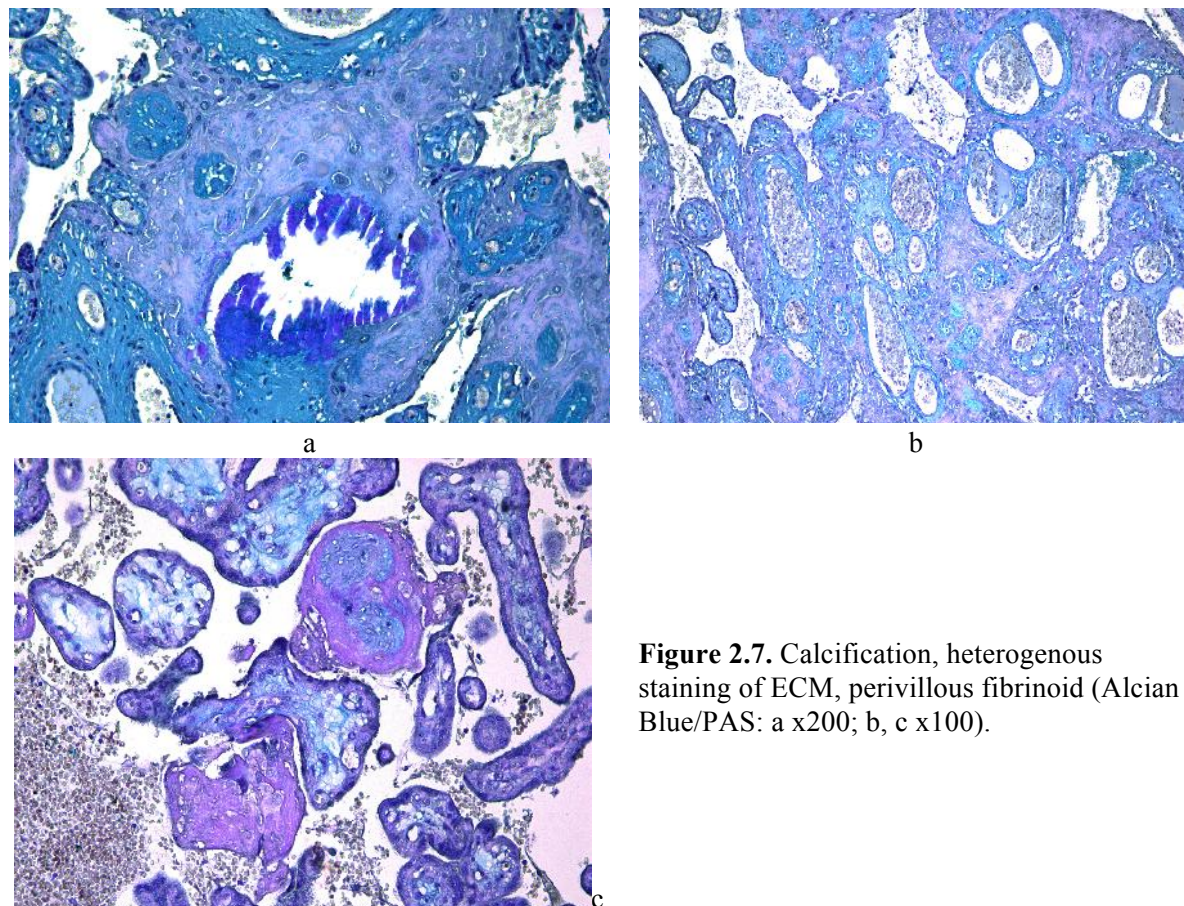 a
b
c
Figure 2.7. Calcification, heterogenous
staining of ECM, perivillous fibrinoid (Alcian
Blue/PAS: a x200; b, c x100).